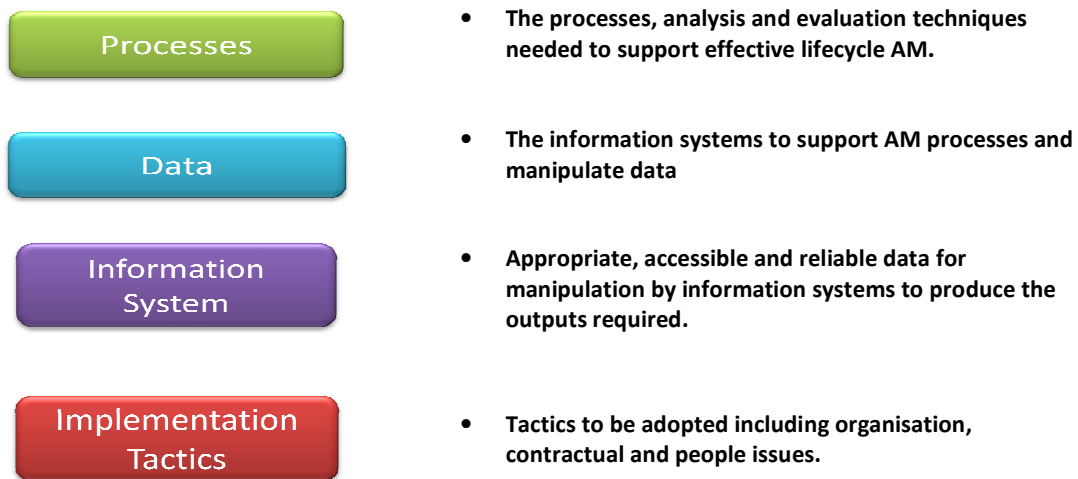 Processes
• The processes, analysis and evaluation techniques
needed to support effective lifecycle AM.
Data
• The information systems to support AM processes and
manipulate data
Information
System
• Appropriate, accessible and reliable data for
manipulation by information systems to produce the
outputs required.
Implementation
Tactics
• Tactics to be adopted including organisation,
contractual and people issues.